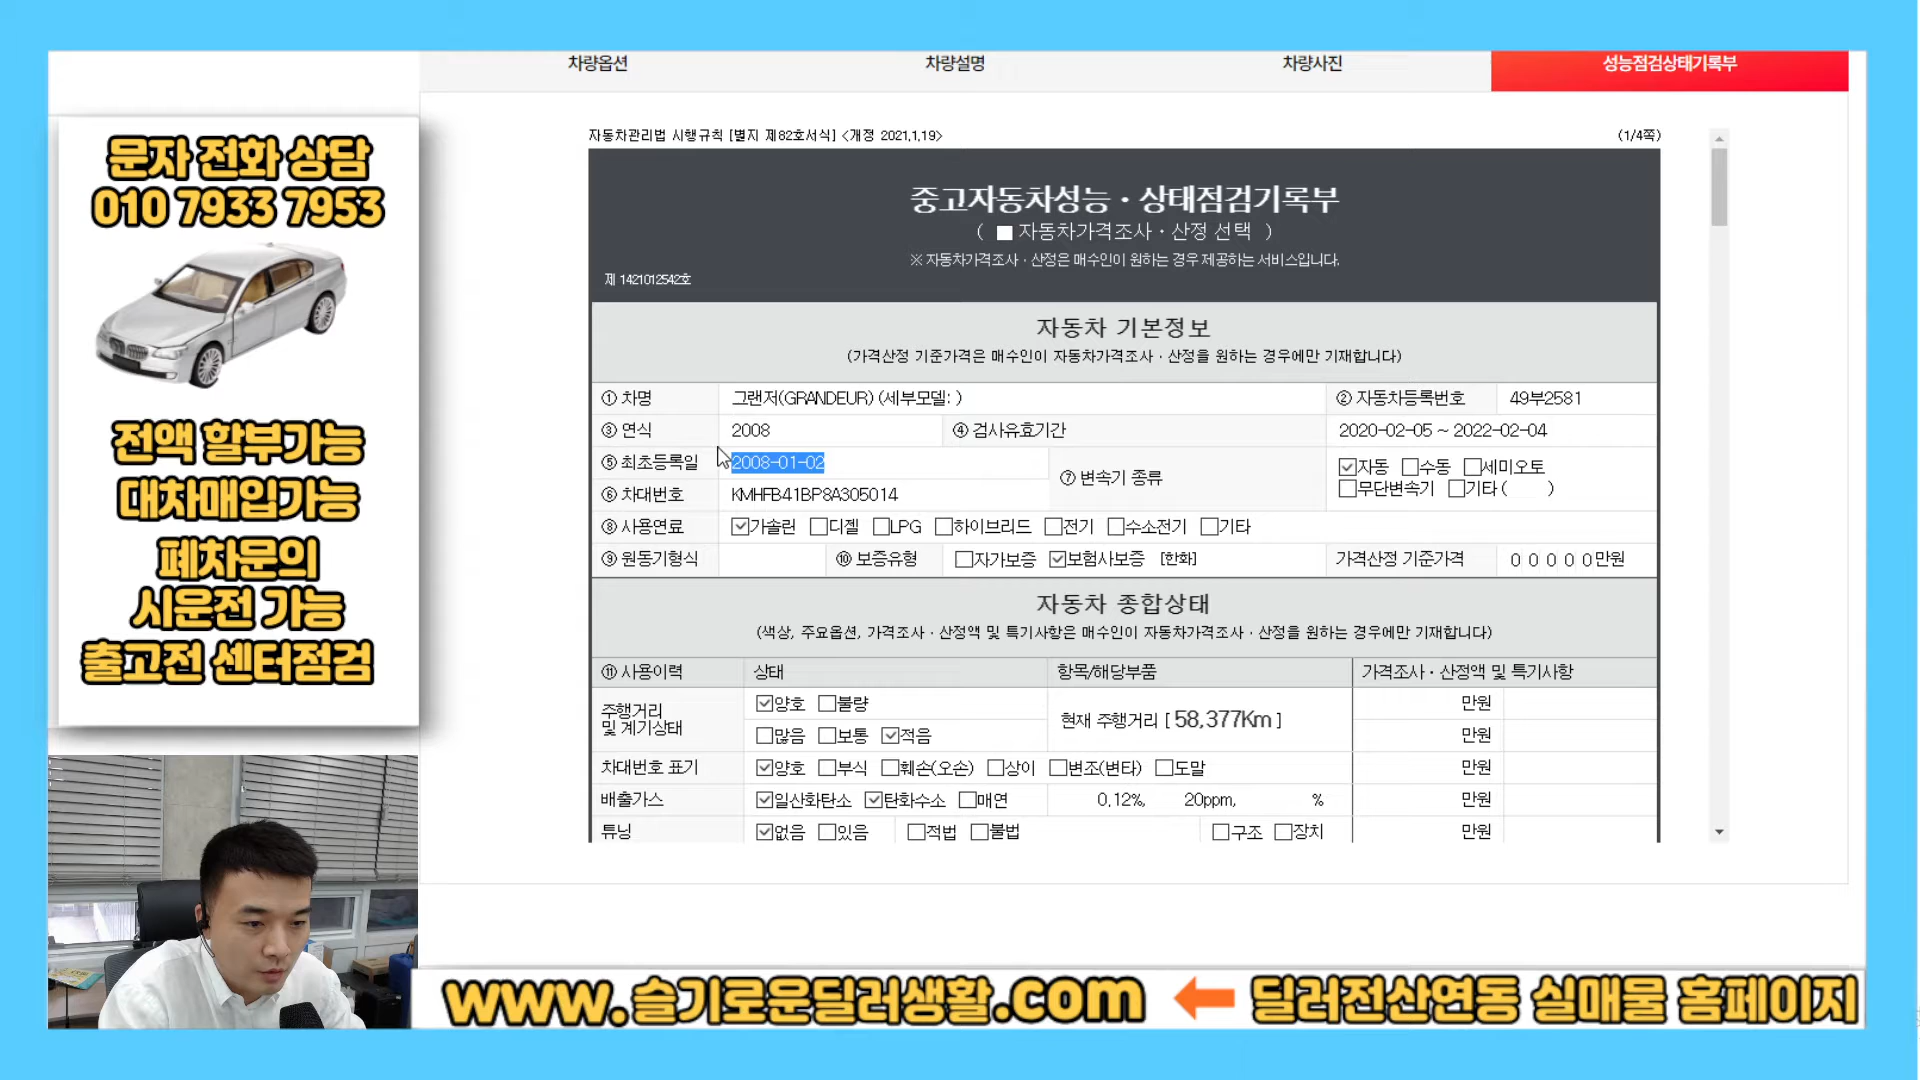 차량옵션 차량설명 차량사진 성능점검상태기록부
문자 전화 상담
010 7933 7953
전액 할부가능
대차매입가능
폐차문의
시운전 가능
출고전 센터점검
자동차관리법 시행규칙 [별지 제82호서식] <개정 2021.1.19> (1/4쪽)
중고자동차성능 · 상태점검기록부
( ■ 자동차가격조사 · 산정 선택 )
※ 자동차가격조사 · 산정은 매수인이 원하는 경우 제공하는 서비스입니다.
제 1421012542호
자동차 기본정보
(가격산정 기준가격은 매수인이 자동차가격조사 · 산정을 원하는 경우에만 기재합니다)
① 차명 그랜저(GRANDEUR) (세부모델: ) ② 자동차등록번호 49부2581
③ 연식 2008 ④ 검사유효기간 2020-02-05 ~ 2022-02-04
⑤ 최초등록일 2008-01-02 ⑦ 변속기 종류 ☑자동 ☐수동 ☐세미오토
☐무단변속기 ☐기타 ( )
⑥ 차대번호 KMHFB41BP8A305014
⑧ 사용연료 ☑가솔린 ☐디젤 ☐LPG ☐하이브리드 ☐전기 ☐수소전기 ☐기타
⑨ 원동기형식 ⑩ 보증유형 ☐자가보증 ☑보험사보증 [한화] 가격산정 기준가격 0 0 0 0 0만원
자동차 종합상태
(색상, 주요옵션, 가격조사 · 산정액 및 특기사항은 매수인이 자동차가격조사 · 산정을 원하는 경우에만 기재합니다)
⑪ 사용이력 상태 항목/해당부품 가격조사 · 산정액 및 특기사항
주행거리 및 계기상태 ☑양호 ☐불량 현재 주행거리 [ 58,377Km ] 만원
☐많음 ☐보통 ☑적음 만원
차대번호 표기 ☑양호 ☐부식 ☐훼손(오손) ☐상이 ☐변조(변타) ☐도말 만원
배출가스 ☑일산화탄소 ☑탄화수소 ☐매연 0.12%, 20ppm, % 만원
튜닝 ☑없음 ☐있음 ☐적법 ☐불법 ☐구조 ☐장치 만원
www.슬기로운딜러생활.com ← 딜러전산연동 실매물 홈페이지